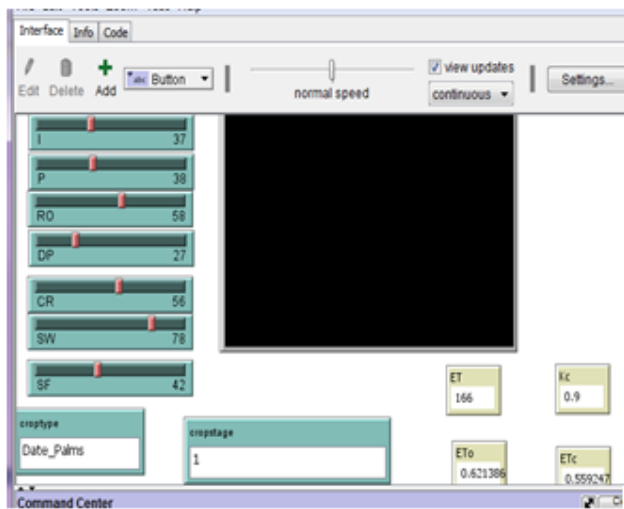 Interface Info Code
Edit Delete Add Button normal speed view updates continuous Settings...
I 37
P 38
RO 58
DP 27
CR 56
SW 78
SF 42
ET
166
Kc
0.9
croptype
Date_Palms
cropstage
1
ETo
0.621386
ETc
0.559247
Command Center